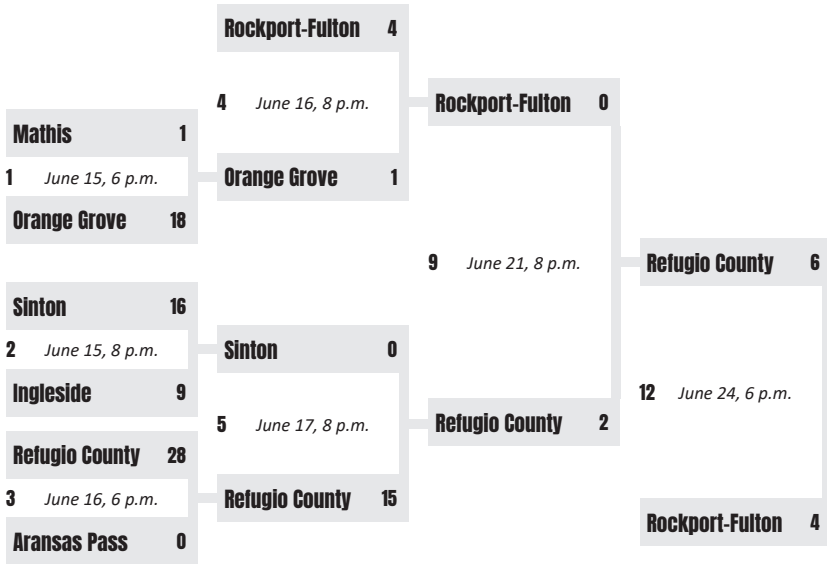 Rockport-Fulton 4
4 June 16, 8 p.m.
Orange Grove 1
Mathis 1
1 June 15, 6 p.m.
Orange Grove 18
Sinton 16
2 June 15, 8 p.m.
Ingleside 9
Refugio County 28
3 June 16, 6 p.m.
Aransas Pass 0
Sinton 0
5 June 17, 8 p.m.
Refugio County 15
Rockport-Fulton 0
9 June 21, 8 p.m.
Refugio County 2
Refugio County 6
12 June 24, 6 p.m.
Rockport-Fulton 4